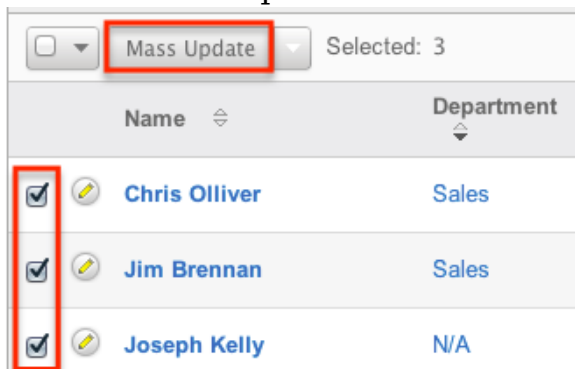 Mass Update Selected: 3
Name Department
Chris Olliver Sales
Jim Brennan Sales
Joseph Kelly N/A